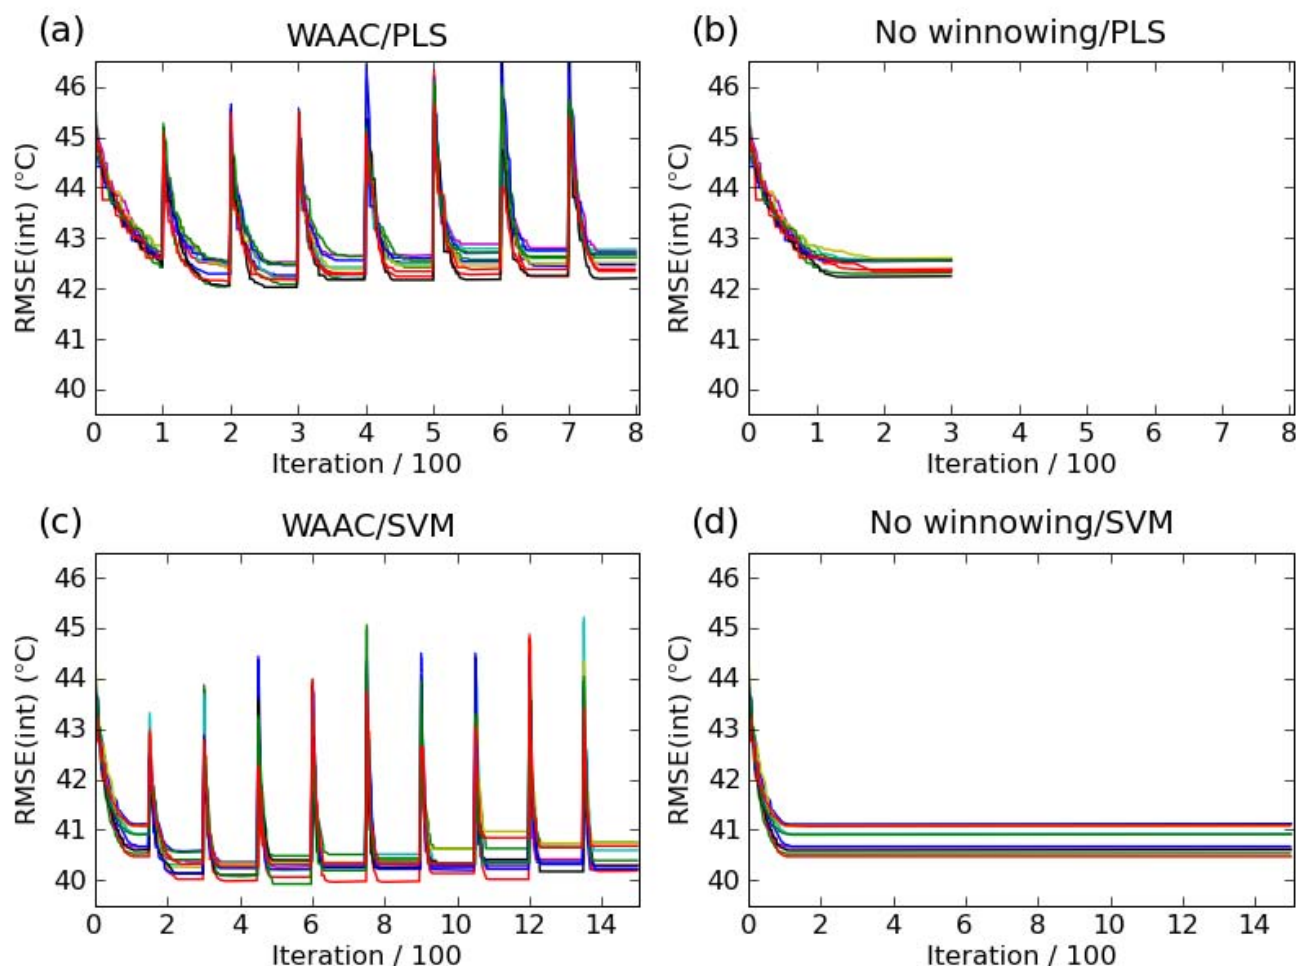 (a) WAAC/PLS
RMSE(int) (°C)
46
45
44
43
42
41
40
0 1 2 3 4 5 6 7 8
Iteration / 100
(b) No winnowing/PLS
RMSE(int) (°C)
46
45
44
43
42
41
40
0 1 2 3 4 5 6 7 8
Iteration / 100
(c) WAAC/SVM
RMSE(int) (°C)
46
45
44
43
42
41
40
0 2 4 6 8 10 12 14
Iteration / 100
(d) No winnowing/SVM
RMSE(int) (°C)
46
45
44
43
42
41
40
0 2 4 6 8 10 12 14
Iteration / 100